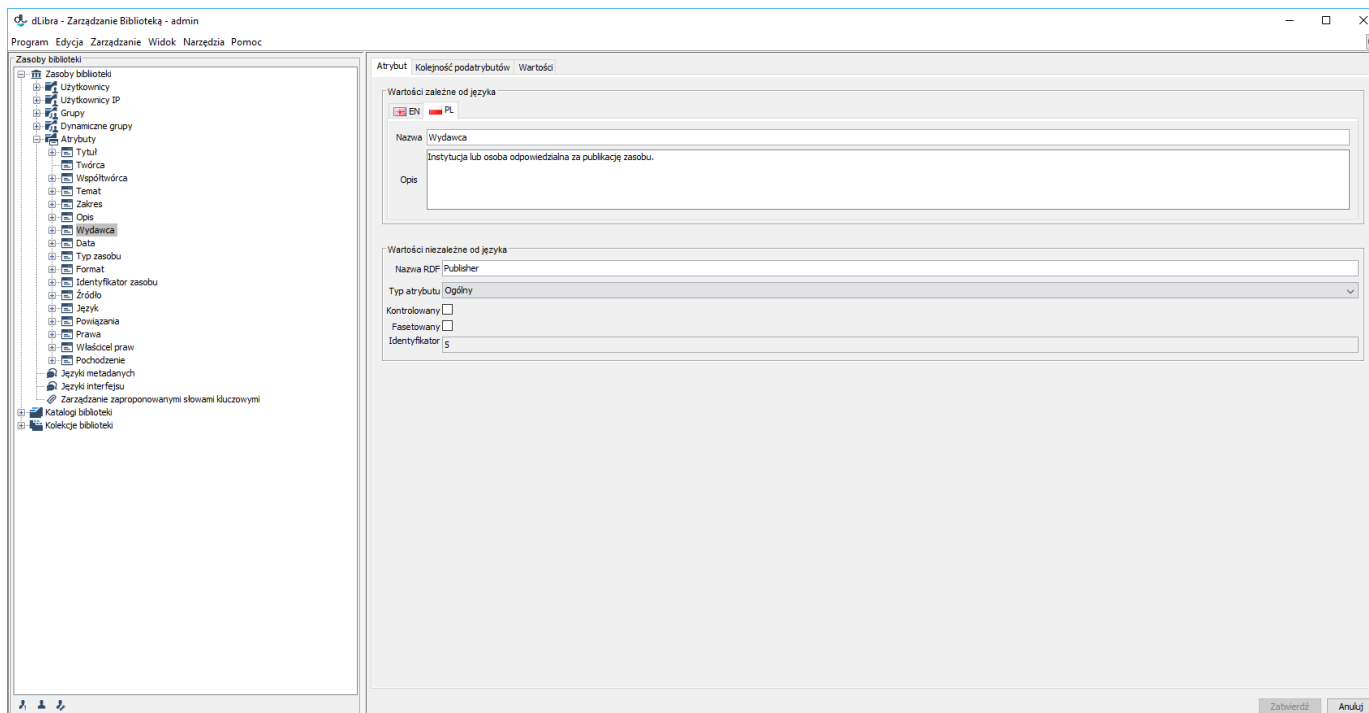 dLibra - Zarządzanie Biblioteką - admin
Program Edycja Zarządzanie Widok Narzędzia Pomoc
Zasoby biblioteki
Zasoby biblioteki
Użytkownicy
Użytkownicy IP
Grupy
Dynamiczne grupy
Atrybuty
Tytuł
Twórca
Współtwórca
Temat
Zakres
Opis
Wydawca
Data
Typ zasobu
Format
Identyfikator zasobu
Źródło
Język
Powiązania
Prawa
Właścicel praw
Pochodzenie
Języki metadanych
Języki interfejsu
Zarządzanie zaproponowanymi słowami kluczowymi
Katalogi biblioteki
Kolekcje biblioteki
Atrybut Kolejność podatrybutów Wartości
Wartości zależne od języka
EN PL
Nazwa Wydawca
Opis Instytucja lub osoba odpowiedzialna za publikację zasobu.
Wartości niezależne od języka
Nazwa RDF Publisher
Typ atrybutu Ogólny
Kontrolowany
Fasetowany
Identyfikator 5
Zatwierdź Anuluj